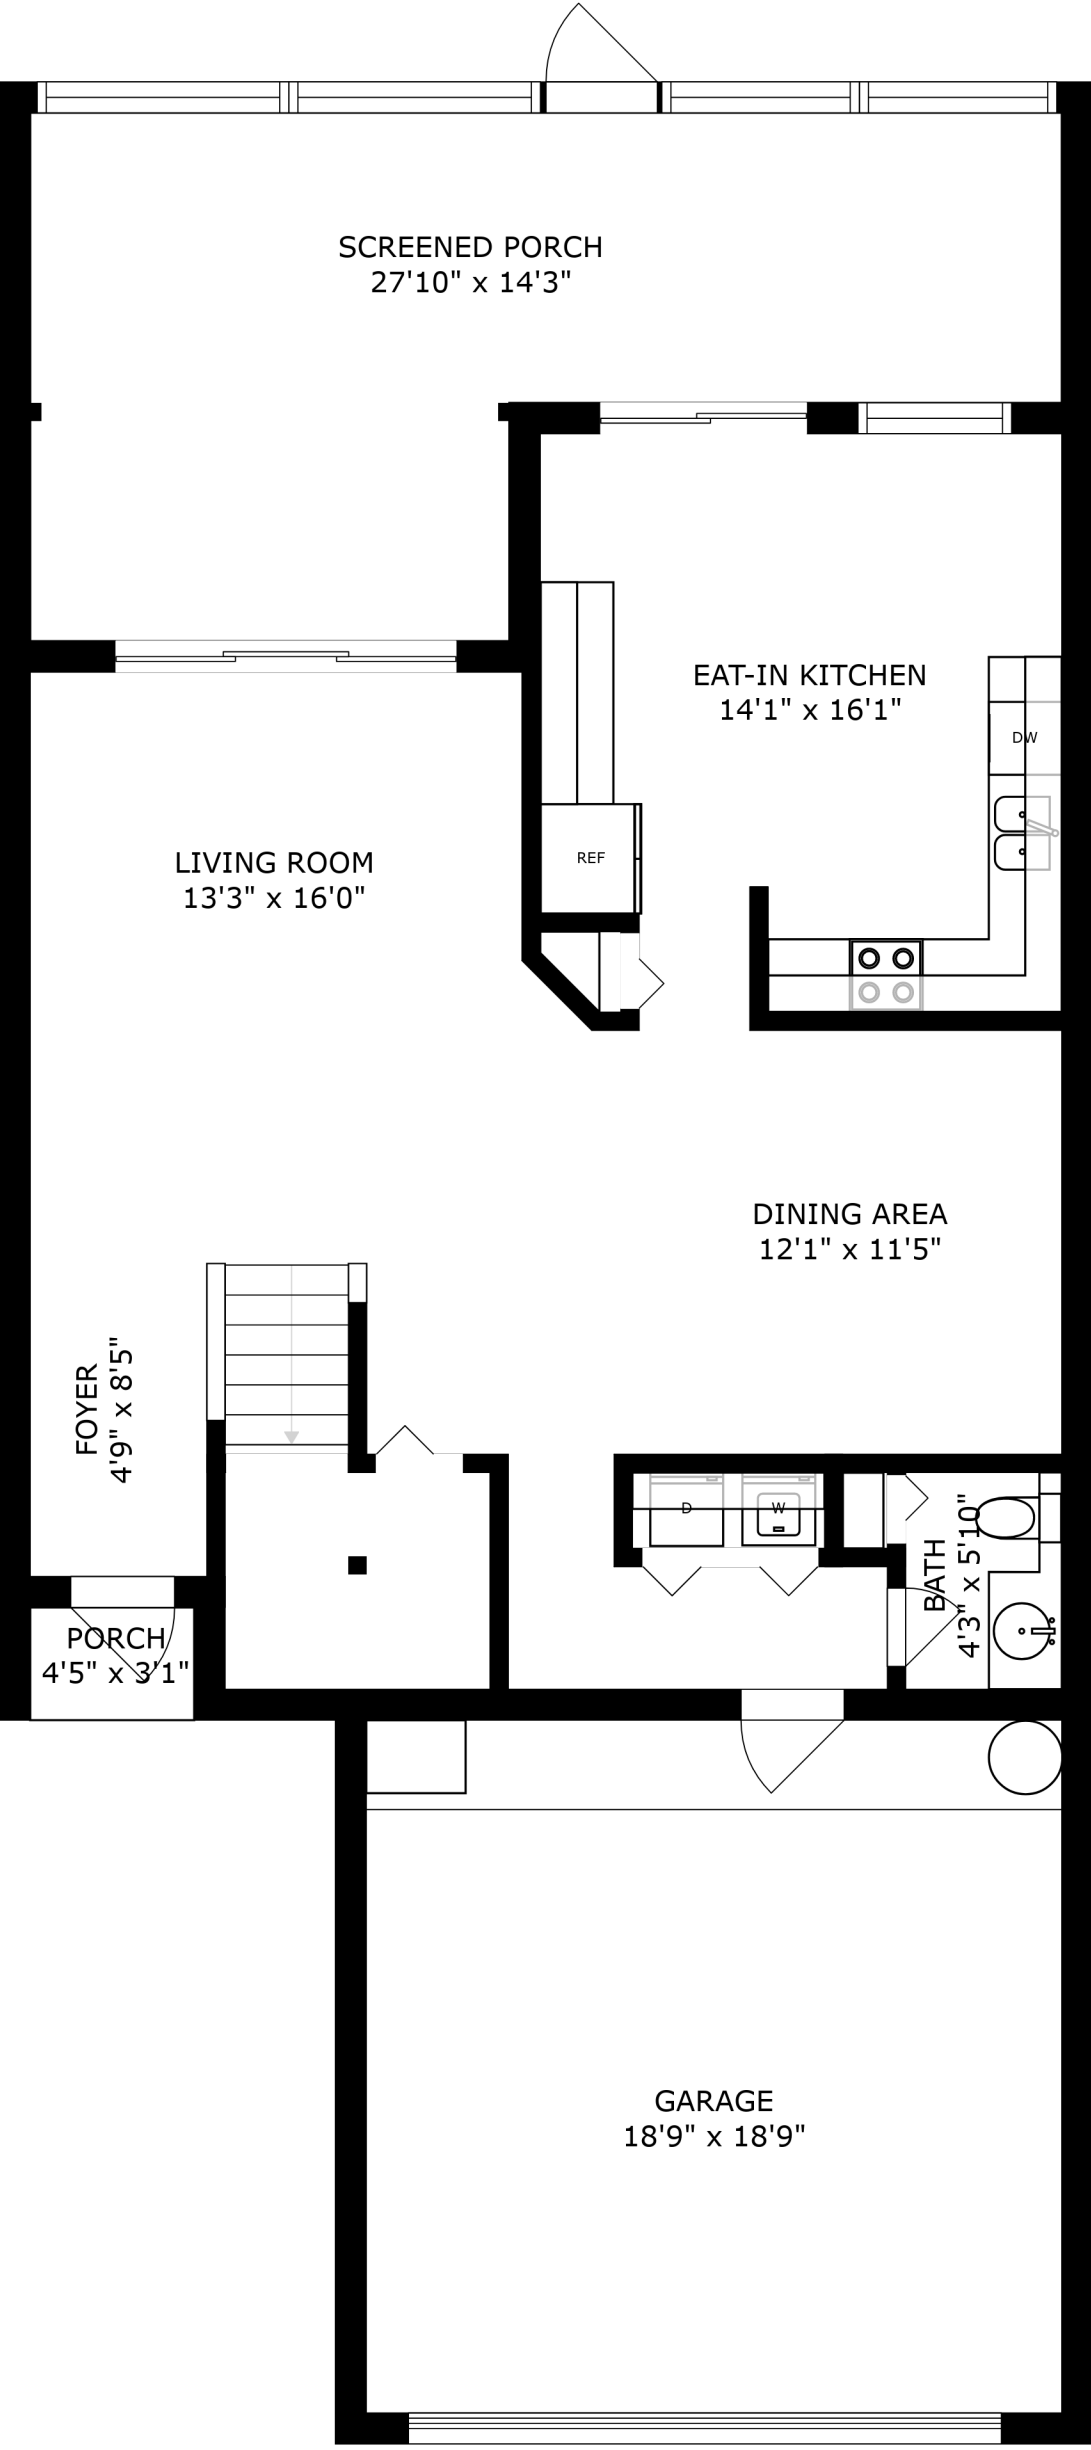 SCREENED PORCH
27'10" x 14'3"
EAT-IN KITCHEN
14'1" x 16'1"
DW
REF
LIVING ROOM
13'3" x 16'0"
DINING AREA
12'1" x 11'5"
FOYER
4'9" x 8'5"
D
W
BATH
4'3" x 5'10"
PORCH
4'5" x 3'1"
GARAGE
18'9" x 18'9"